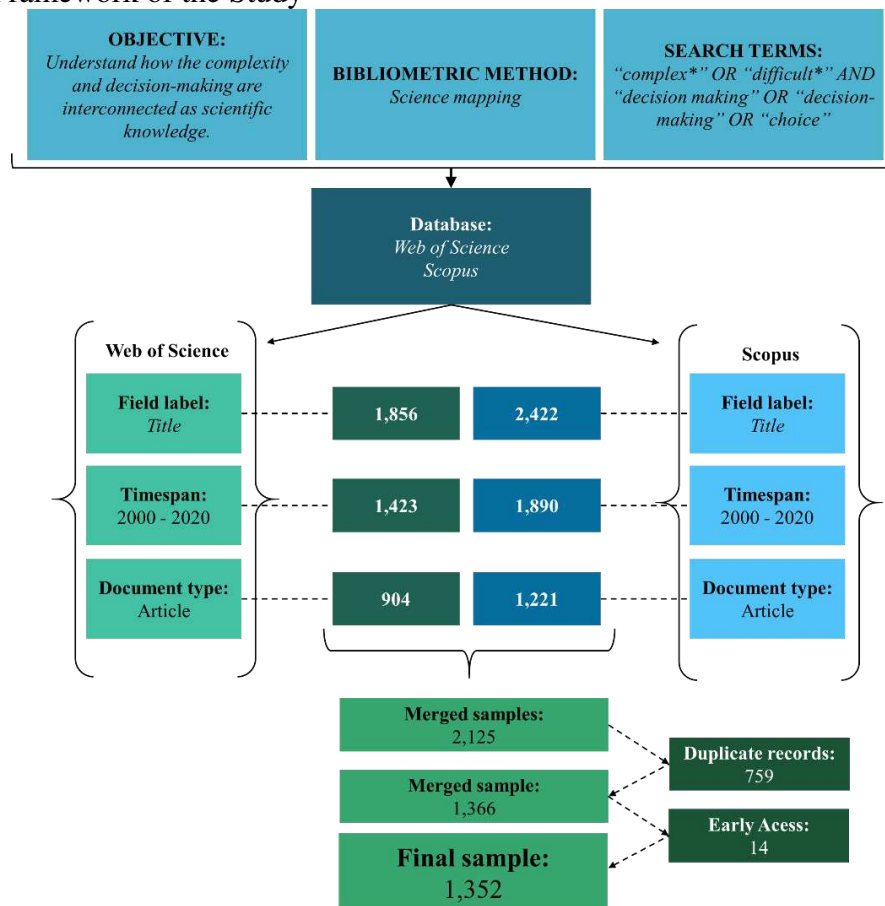 Framework of the Study
OBJECTIVE:
Understand how the complexity
and decision-making are
interconnected as scientific
knowledge.
BIBLIOMETRIC METHOD:
Science mapping
SEARCH TERMS:
“complex*” OR “difficult*” AND
“decision making” OR “decision-
making” OR “choice”
Database:
Web of Science
Scopus
Web of Science
Field label:
Title
Timespan:
2000 - 2020
Document type:
Article
1,856
2,422
1,423
1,890
904
1,221
Scopus
Field label:
Title
Timespan:
2000 - 2020
Document type:
Article
Merged samples:
2,125
Duplicate records:
759
Merged sample:
1,366
Early Acess:
14
Final sample:
1,352